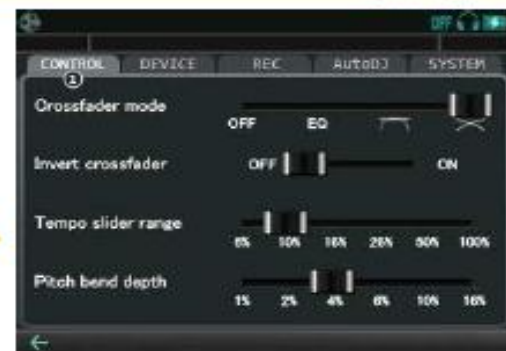 OFF
CONTROL DEVICE REC AutoDJ SYSTEM
1
Crossfader mode
OFF EQ
Invert crossfader OFF ON
Tempo slider range
6% 10% 16% 26% 50% 100%
Pitch bend depth
1% 2% 4% 6% 10% 16%